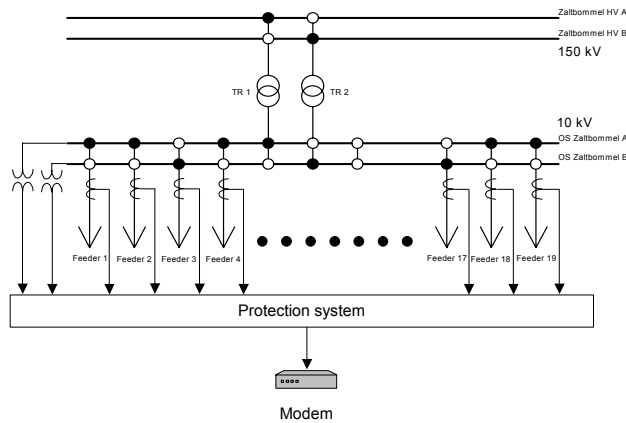 Zaltbommel HV A
Zaltbommel HV B
150 kV
TR 1
TR 2
10 kV
OS Zaltbommel A
OS Zaltbommel B
Feeder 1
Feeder 2
Feeder 3
Feeder 4
Feeder 17
Feeder 18
Feeder 19
Protection system
Modem